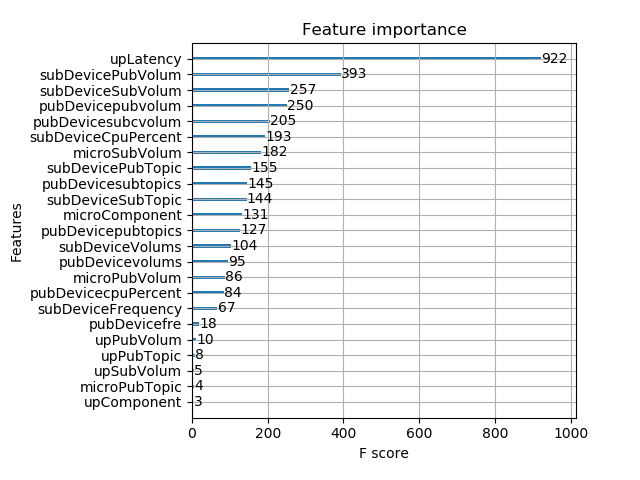 Feature importance
upLatency 922
subDevicePubVolum 393
subDeviceSubVolum 257
pubDevicepubvolum 250
pubDevicesubcvolum 205
subDeviceCpuPercent 193
microSubVolum 182
subDevicePubTopic 155
pubDevicesubtopics 145
subDeviceSubTopic 144
microComponent 131
pubDevicepubtopics 127
subDeviceVolums 104
pubDevicevolums 95
microPubVolum 86
pubDevicecpuPercent 84
subDeviceFrequency 67
pubDevicefre 18
upPubVolum 10
upPubTopic 8
upSubVolum 5
microPubTopic 4
upComponent 3
0 200 400 600 800 1000
F score
Features